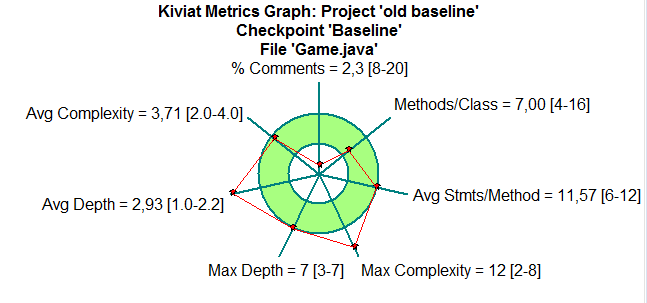 Kiviat Metrics Graph: Project 'old baseline'
Checkpoint 'Baseline'
File 'Game.java'
% Comments = 2,3 [8-20]
Avg Complexity = 3,71 [2.0-4.0]
Methods/Class = 7,00 [4-16]
Avg Depth = 2,93 [1.0-2.2]
Avg Stmts/Method = 11,57 [6-12]
Max Depth = 7 [3-7]
Max Complexity = 12 [2-8]